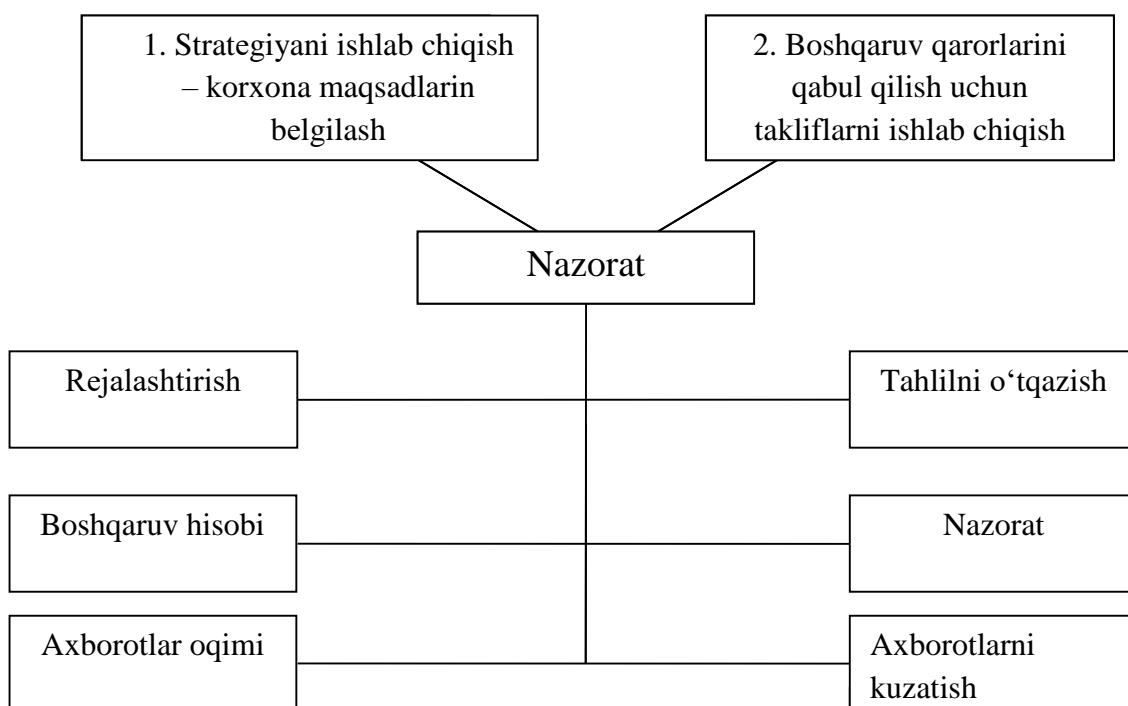 1. Strategiyani ishlab chiqish
– korxona maqsadlarin
belgilash
2. Boshqaruv qarorlarini
qabul qilish uchun
takliflarni ishlab chiqish
Nazorat
Rejalashtirish
Tahlilni o‘tqazish
Boshqaruv hisobi
Nazorat
Axborotlar oqimi
Axborotlarni
kuzatish